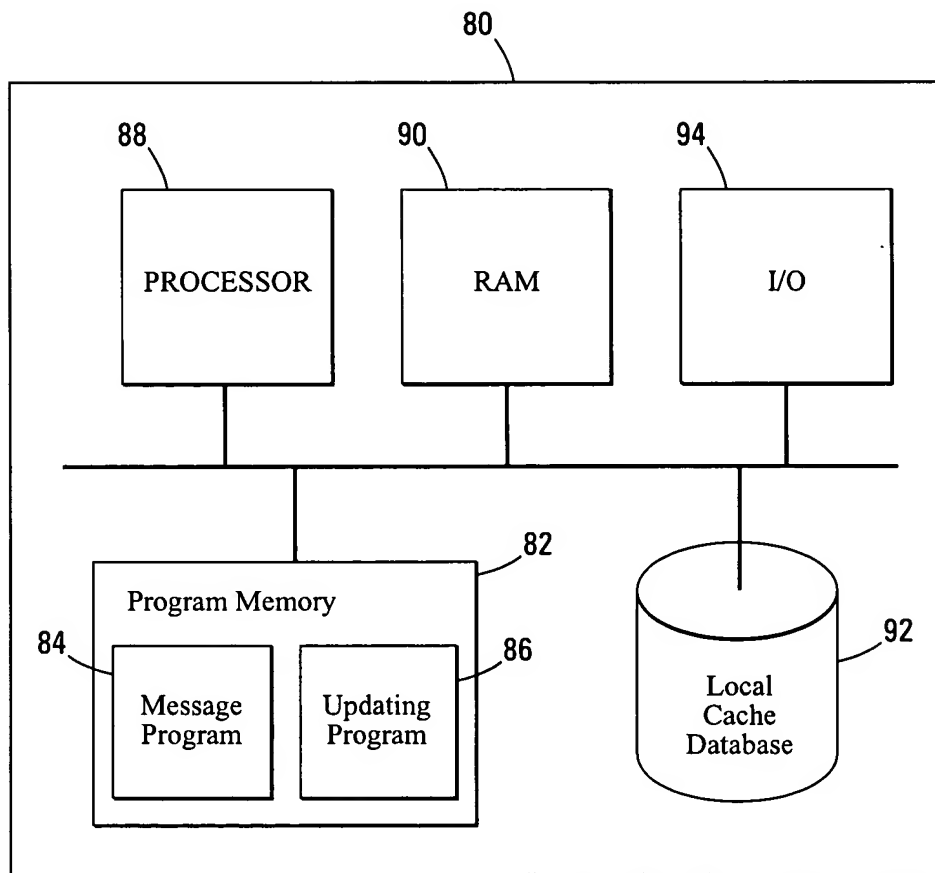 80
88
90
94
PROCESSOR
RAM
I/O
82
Program Memory
84
86
92
Message
Program
Updating
Program
Local
Cache
Database